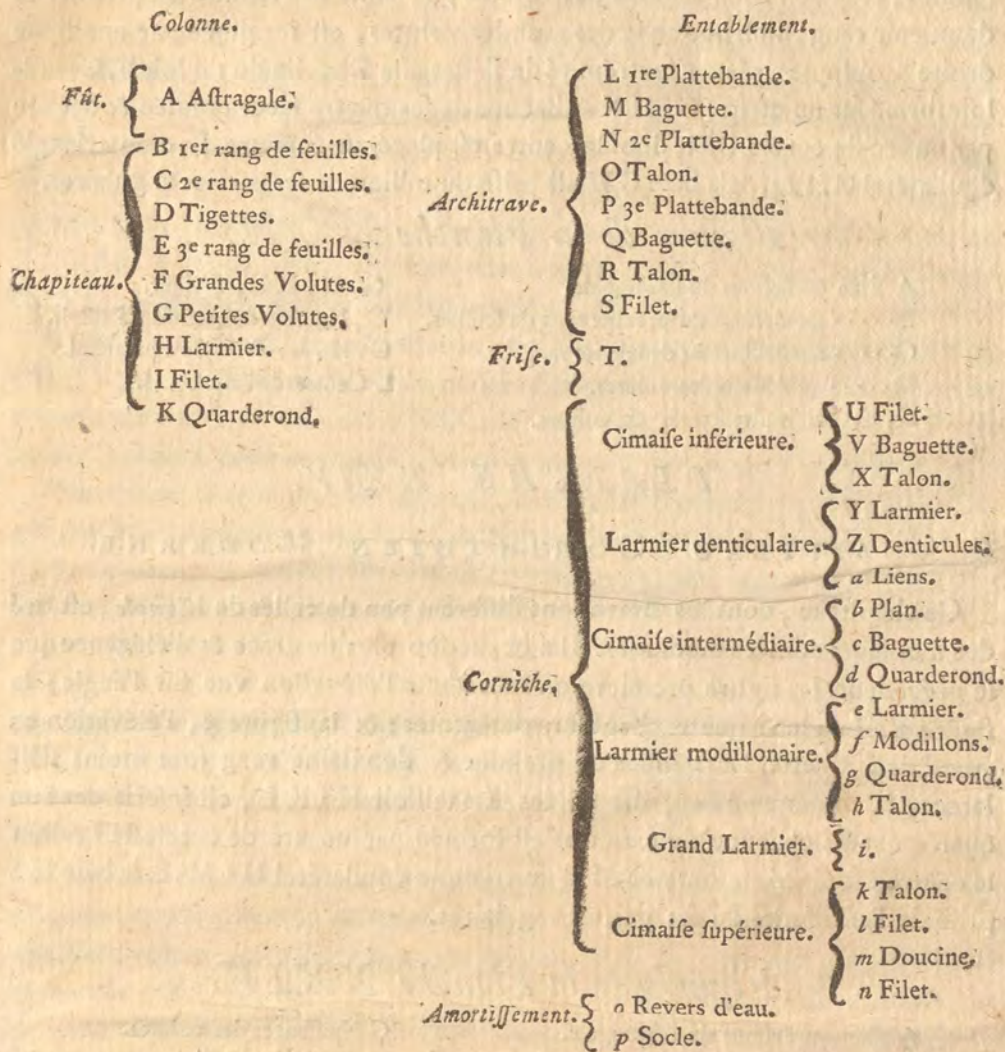 Colonne.
Fût.
A Aſtragale.
Chapiteau.
B 1er rang de feuilles.
C 2e rang de feuilles.
D Tigettes.
E 3e rang de feuilles.
F Grandes Volutes.
G Petites Volutes.
H Larmier.
I Filet.
K Quarderond.
Entablement.
Architrave.
L 1re Plattebande.
M Baguette.
N 2e Plattebande.
O Talon.
P 3e Plattebande.
Q Baguette.
R Talon.
S Filet.
Friſe.
T.
Corniche.
Cimaiſe inférieure.
U Filet.
V Baguette.
X Talon.
Larmier denticulaire.
Y Larmier.
Z Denticules.
a Liens.
Cimaiſe intermédiaire.
b Plan.
c Baguette.
d Quarderond.
Larmier modillonaire.
e Larmier.
f Modillons.
g Quarderond.
h Talon.
Grand Larmier.
i.
Cimaiſe ſupérieure.
k Talon.
l Filet.
m Doucine.
n Filet.
Amortiſſement.
o Revers d'eau.
p Socle.